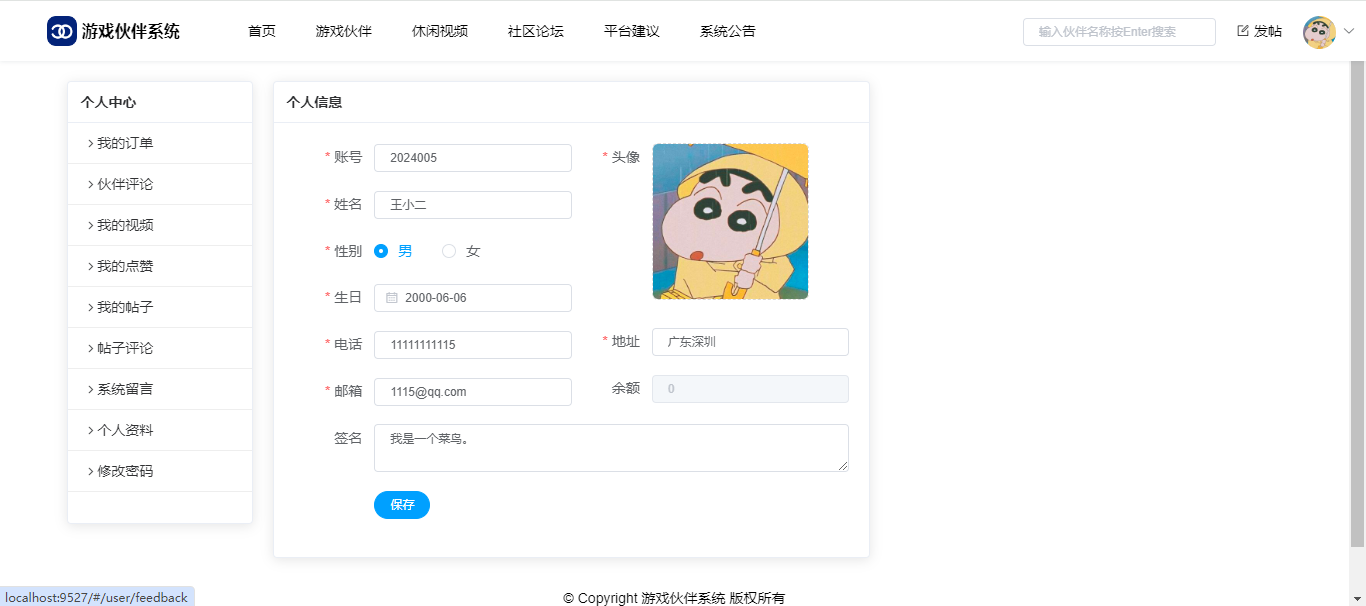 游戏伙伴系统 首页 游戏伙伴 休闲视频 社区论坛 平台建议 系统公告 输入伙伴名称按Enter搜索 发帖
个人中心
我的订单
伙伴评论
我的视频
我的点赞
我的帖子
帖子评论
系统留言
个人资料
修改密码
个人信息
* 账号 2024005
* 头像
* 姓名 王小二
* 性别 男 女
* 生日 2000-06-06
* 电话 11111111115
* 地址 广东深圳
* 邮箱 1115@qq.com
余额 0
签名 我是一个菜鸟。
保存
© Copyright 游戏伙伴系统 版权所有
localhost:9527/#/user/feedback